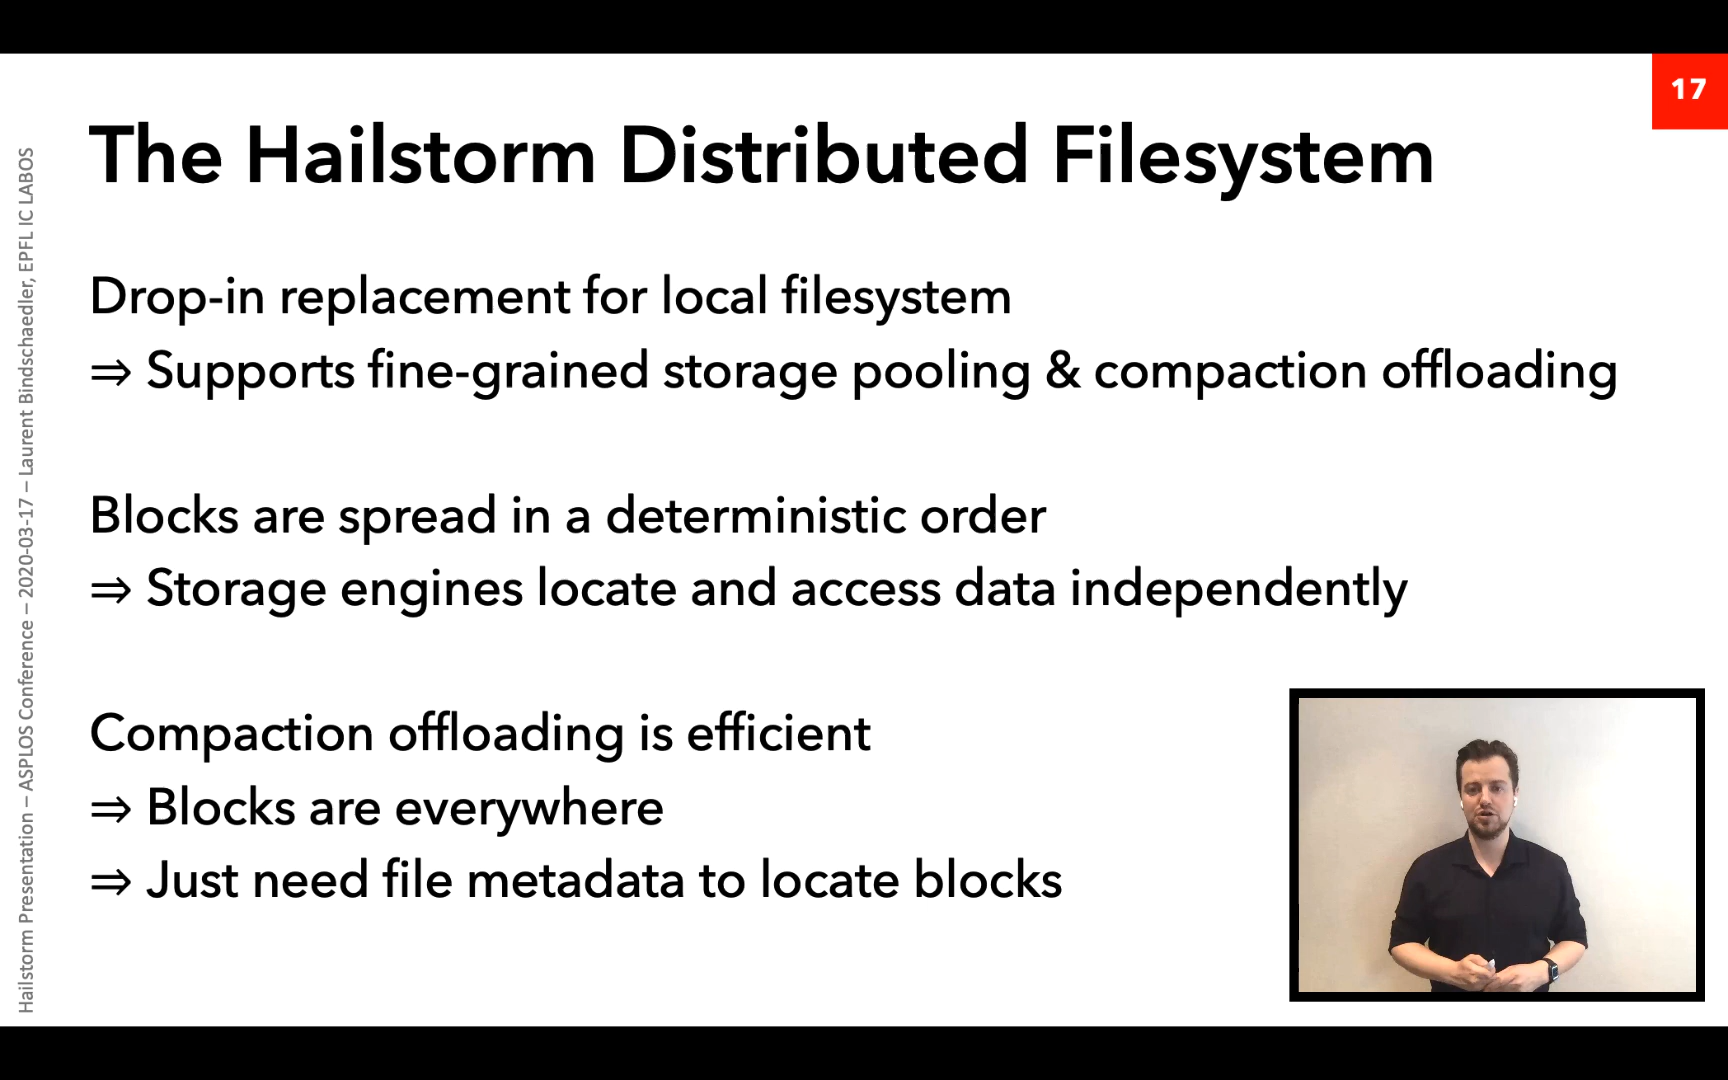 17
The Hailstorm Distributed Filesystem
Drop-in replacement for local filesystem
⇒ Supports fine-grained storage pooling & compaction offloading
Blocks are spread in a deterministic order
⇒ Storage engines locate and access data independently
Compaction offloading is efficient
⇒ Blocks are everywhere
⇒ Just need file metadata to locate blocks
Hailstorm Presentation – ASPLOS Conference – 2020-03-17 – Laurent Bindschaedler, EPFL IC LABOS